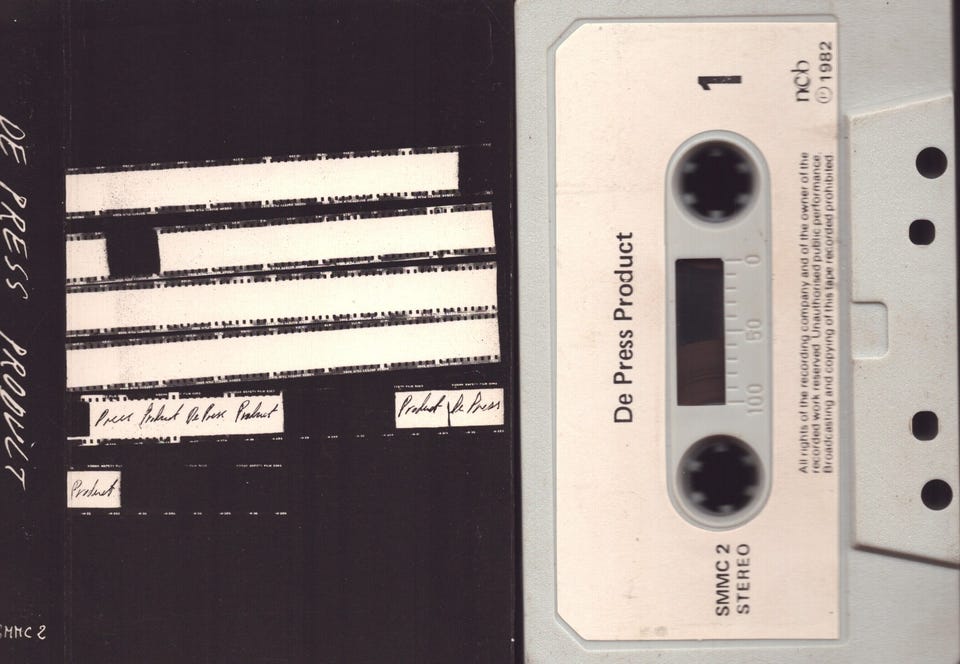 DE PRESS PRODUCT
SMMC 2
Press Product De Press Product
Product De Press
Product
1
ncb
℗ 1982
De Press Product
0
50
100
All rights of the recording company and of the owner of the
recorded work reserved. Unauthorised public performance,
Broadcasting and copying of this tape recorded prohibited
SMMC 2
STEREO